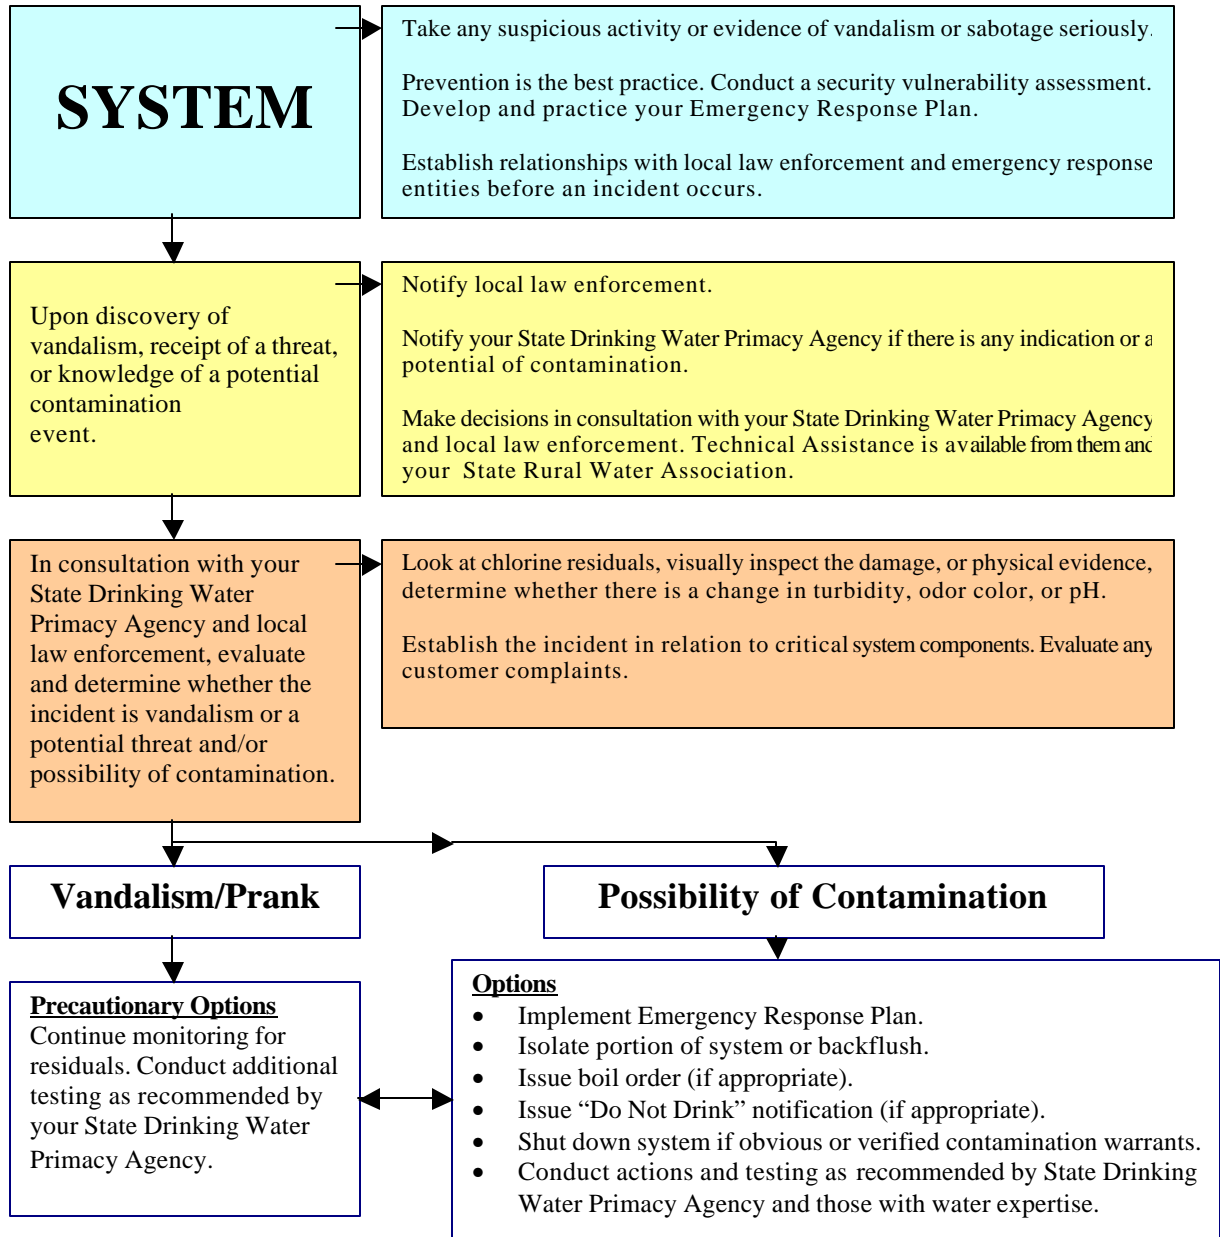 SYSTEM
Take any suspicious activity or evidence of vandalism or sabotage seriously.
Prevention is the best practice. Conduct a security vulnerability assessment.
Develop and practice your Emergency Response Plan.
Establish relationships with local law enforcement and emergency response
entities before an incident occurs.
Upon discovery of
vandalism, receipt of a threat,
or knowledge of a potential
contamination
event.
Notify local law enforcement.
Notify your State Drinking Water Primacy Agency if there is any indication or a
potential of contamination.
Make decisions in consultation with your State Drinking Water Primacy Agency
and local law enforcement. Technical Assistance is available from them and
your State Rural Water Association.
In consultation with your
State Drinking Water
Primacy Agency and local
law enforcement, evaluate
and determine whether the
incident is vandalism or a
potential threat and/or
possibility of contamination.
Look at chlorine residuals, visually inspect the damage, or physical evidence,
determine whether there is a change in turbidity, odor color, or pH.
Establish the incident in relation to critical system components. Evaluate any
customer complaints.
Vandalism/Prank
Possibility of Contamination
Precautionary Options
Continue monitoring for
residuals. Conduct additional
testing as recommended by
your State Drinking Water
Primacy Agency.
Options
• Implement Emergency Response Plan.
• Isolate portion of system or backflush.
• Issue boil order (if appropriate).
• Issue “Do Not Drink” notification (if appropriate).
• Shut down system if obvious or verified contamination warrants.
• Conduct actions and testing as recommended by State Drinking
Water Primacy Agency and those with water expertise.